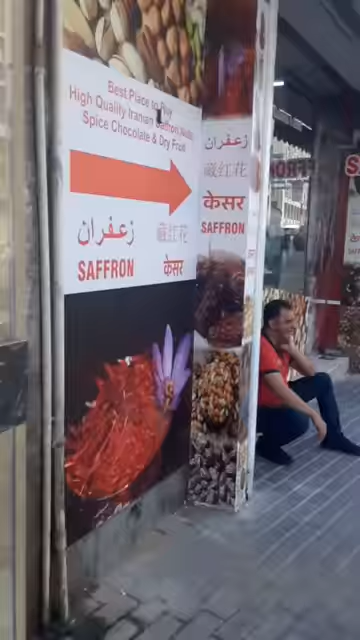 Best Place to Buy
High Quality Iranian Saffron, Nuts
Spice Chocolate & Dry Fruit
زعفران
藏红花
SAFFRON
केसर
زعفران
藏红花
केसर
SAFFRON